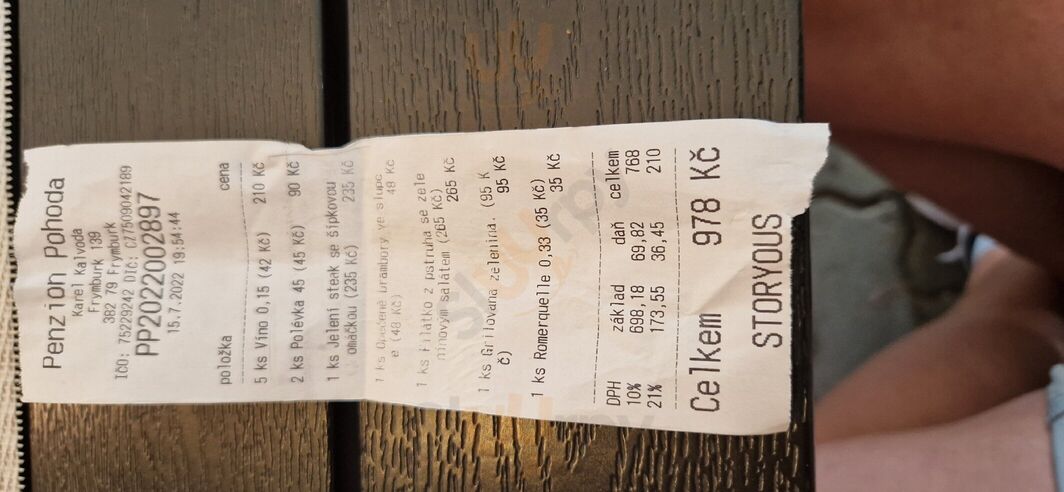 Penzion Pohoda
Karel Kalvoda
Frymburk 139
382 79 Frymburk
IČO: 75229242 DIČ: CZ7509042109
PP2022002897
15.7.2022 19:54:44
položka cena
5 ks Víno 0,15 (42 Kč) 210 Kč
2 ks Polévka 45 (45 Kč) 90 Kč
1 ks Jelení steak se šípkovou
omáčkou (235 Kč) 235 Kč
1 ks brambory ve slupc
e (48 Kč) 48 Kč
1 ks Filátko z pstruha se zele
ninovým salátem (265 Kč)
265 Kč
1 ks Grilovaná zelenina. (95 K
č) 95 Kč
1 ks Romerquelle 0,33 (35 Kč)
35 Kč
DPH základ daň celkem
10% 698,18 69,82 768
21% 173,55 36,45 210
Celkem 978 Kč
STORYOUS